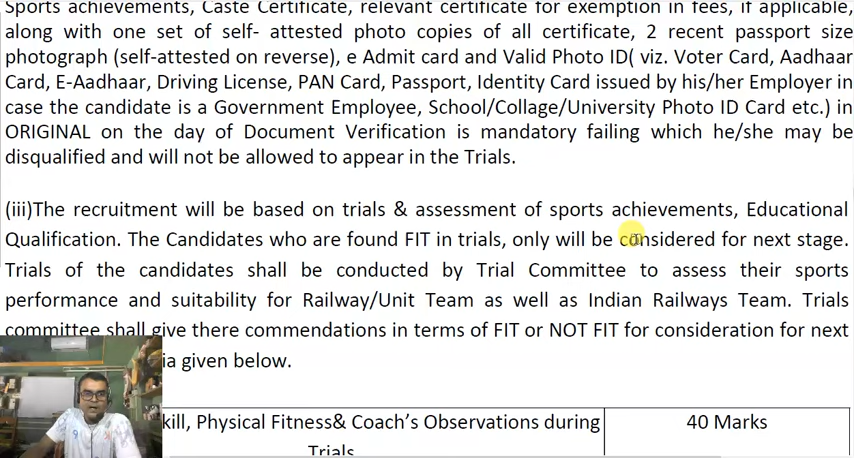 Sports achievements, Caste Certificate, relevant certificate for exemption in fees, if applicable,
along with one set of self- attested photo copies of all certificate, 2 recent passport size
photograph (self-attested on reverse), e Admit card and Valid Photo ID( viz. Voter Card, Aadhaar
Card, E-Aadhaar, Driving License, PAN Card, Passport, Identity Card issued by his/her Employer in
case the candidate is a Government Employee, School/Collage/University Photo ID Card etc.) in
ORIGINAL on the day of Document Verification is mandatory failing which he/she may be
disqualified and will not be allowed to appear in the Trials.
(iii)The recruitment will be based on trials & assessment of sports achievements, Educational
Qualification. The Candidates who are found FIT in trials, only will be considered for next stage.
Trials of the candidates shall be conducted by Trial Committee to assess their sports
performance and suitability for Railway/Unit Team as well as Indian Railways Team. Trials
committee shall give there commendations in terms of FIT or NOT FIT for consideration for next
given below.
Physical Fitness& Coach's Observations during
Trials
40 Marks